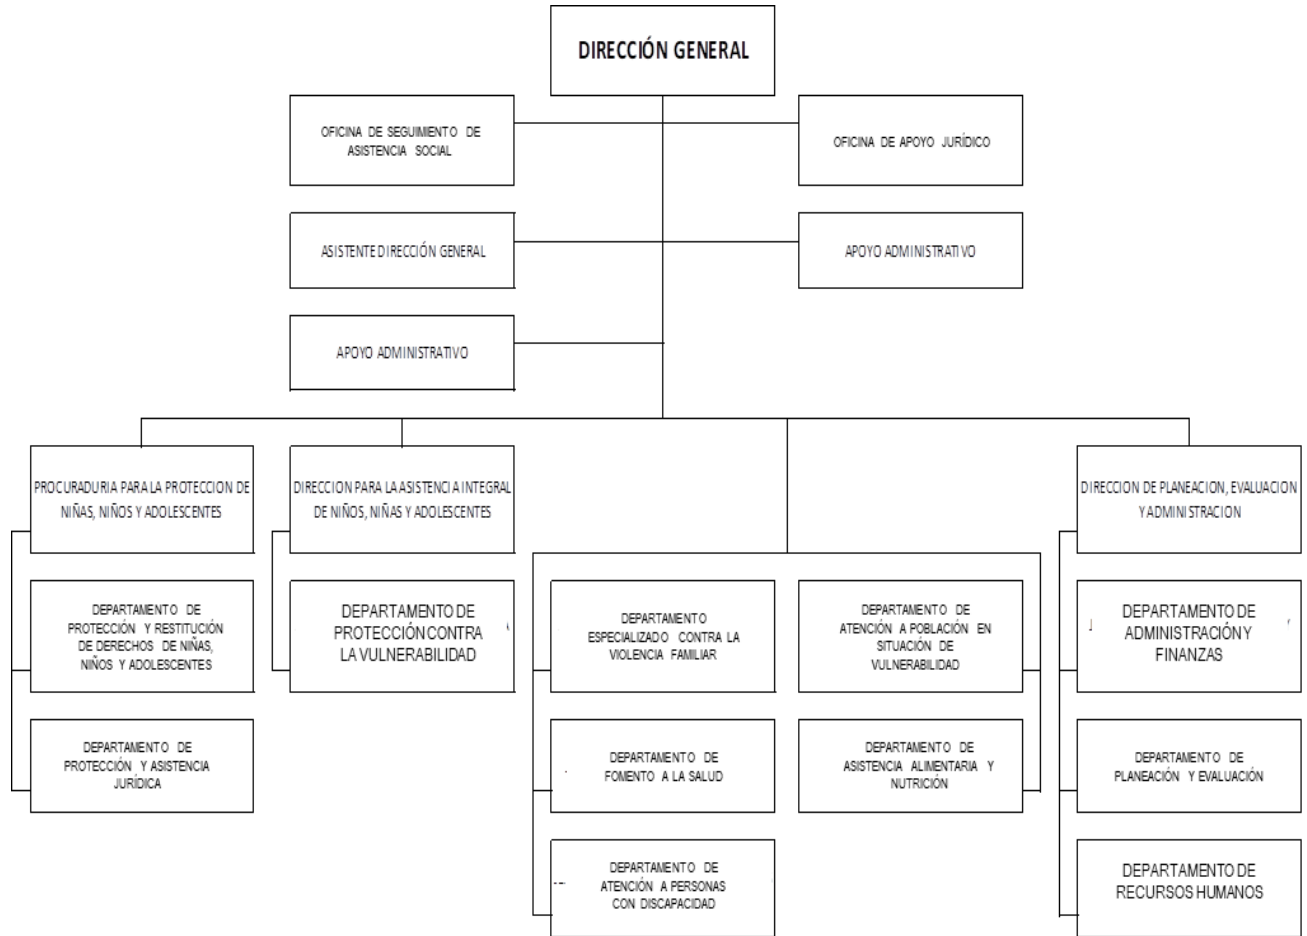 DIRECCIÓN GENERAL
OFICINA DE SEGUIMIENTO DE
ASISTENCIA SOCIAL
OFICINA DE APOYO JURÍDICO
ASISTENTE DIRECCIÓN GENERAL
APOYO ADMINISTRATIVO
APOYO ADMINISTRATIVO
PROCURADURIA PARA LA PROTECCION DE
NIÑAS, NIÑOS Y ADOLESCENTES
DIRECCION PARA LA ASISTENCIA INTEGRAL
DE NIÑOS, NIÑAS Y ADOLESCENTES
DIRECCION DE PLANEACION, EVALUACION
Y ADMINISTRACION
DEPARTAMENTO DE
PROTECCIÓN Y RESTITUCIÓN
DE DERECHOS DE NIÑAS,
NIÑOS Y ADOLESCENTES
DEPARTAMENTO DE
PROTECCIÓN CONTRA
LA VULNERABILIDAD
DEPARTAMENTO
ESPECIALIZADO CONTRA LA
VIOLENCIA FAMILIAR
DEPARTAMENTO DE
ATENCIÓN A POBLACIÓN EN
SITUACIÓN DE
VULNERABILIDAD
DEPARTAMENTO DE
ADMINISTRACIÓN Y
FINANZAS
DEPARTAMENTO DE
PROTECCIÓN Y ASISTENCIA
JURÍDICA
DEPARTAMENTO DE
FOMENTO A LA SALUD
DEPARTAMENTO DE
ASISTENCIA ALIMENTARIA Y
NUTRICIÓN
DEPARTAMENTO DE
PLANEACIÓN Y EVALUACIÓN
DEPARTAMENTO DE
ATENCIÓN A PERSONAS
CON DISCAPACIDAD
DEPARTAMENTO DE
RECURSOS HUMANOS